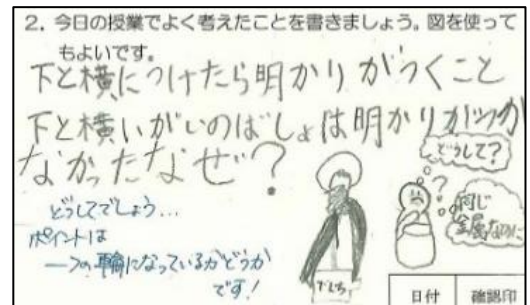 2. 今日の授業でよく考えたことを書きましょう。図を使って
もよいです。
下と横につけたら明かりがつくこと
下と横いがいのばしょは明かりがつか
なかったなぜ?
どうして?
同じ
金属なのに
どうしてでしょう…
ポイントは
一つの輪になっているかどうか
です!
でんち
日付 確認印